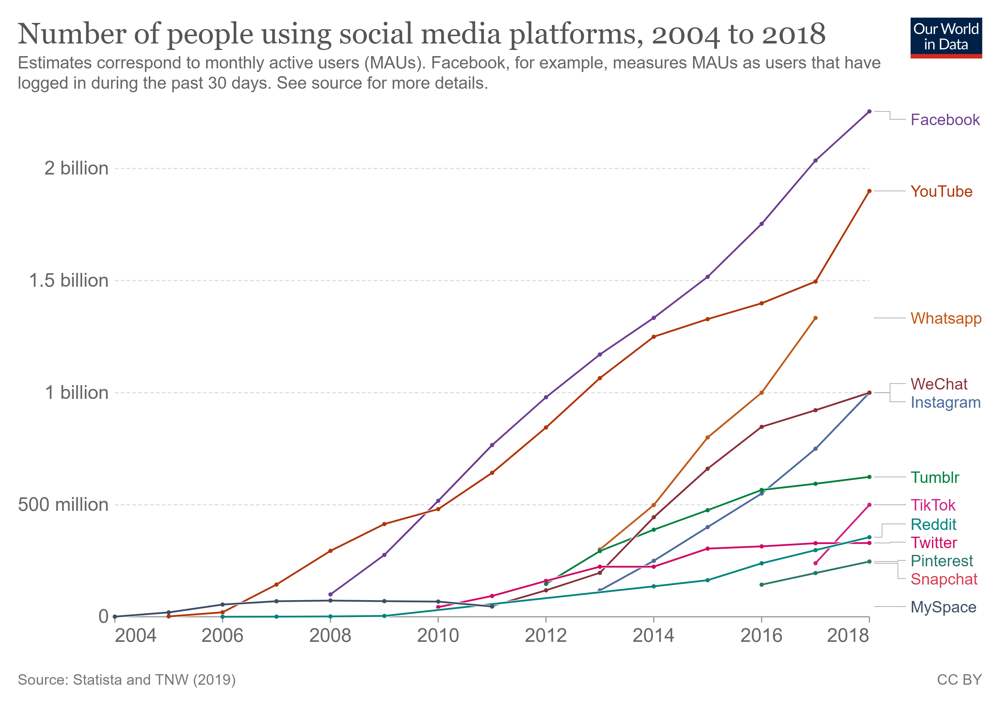 Number of people using social media platforms, 2004 to 2018
Our World
in Data
Estimates correspond to monthly active users (MAUs). Facebook, for example, measures MAUs as users that have
logged in during the past 30 days. See source for more details.
Facebook
2 billion
YouTube
1.5 billion
Whatsapp
1 billion
WeChat
Instagram
Tumblr
500 million
TikTok
Reddit
Twitter
Pinterest
Snapchat
MySpace
0
2004 2006 2008 2010 2012 2014 2016 2018
Source: Statista and TNW (2019)
CC BY